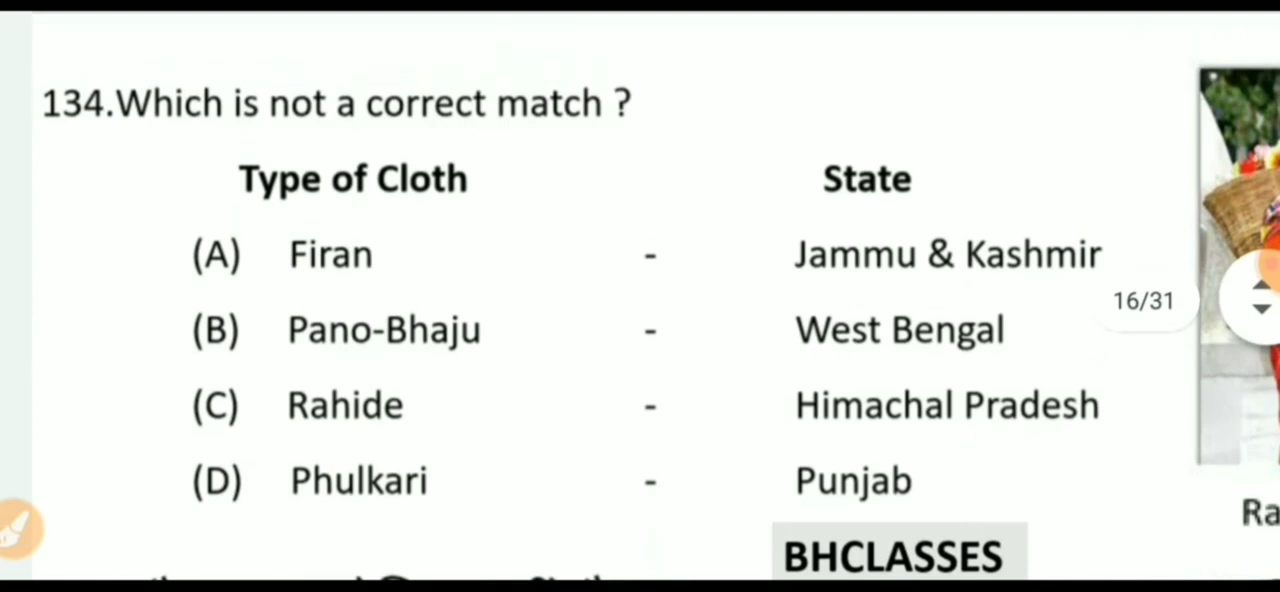 134.Which is not a correct match ?
Type of Cloth State
(A) Firan - Jammu & Kashmir
16/31
(B) Pano-Bhaju - West Bengal
(C) Rahide - Himachal Pradesh
(D) Phulkari - Punjab
Ra
BHCLASSES